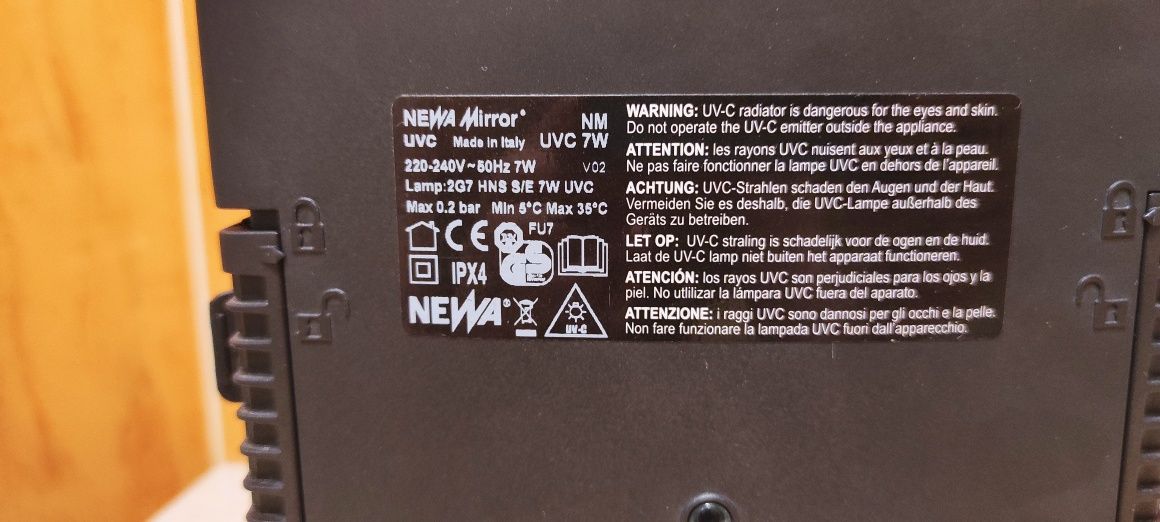 NEWA Mirror®
NM
UVC Made in Italy UVC 7W
220-240V~50Hz 7W V02
Lamp:2G7 HNS S/E 7W UVC
Max 0.2 bar Min 5°C Max 35°C
CE FU7
IPX4 GS
NEWA® UV-C
WARNING: UV-C radiator is dangerous for the eyes and skin.
Do not operate the UV-C emitter outside the appliance.
ATTENTION: les rayons UVC nuisent aux yeux et à la peau.
Ne pas faire fonctionner la lampe UVC en dehors de l'appareil.
ACHTUNG: UVC-Strahlen schaden den Augen und der Haut.
Vermeiden Sie es deshalb, die UVC-Lampe außerhalb des
Geräts zu betreiben.
LET OP: UV-C straling is schadelijk voor de ogen en de huid.
Laat de UV-C lamp niet buiten het apparaat functioneren.
ATENCIÓN: los rayos UVC son perjudiciales para los ojos y la
piel. No utlilizar la lámpara UVC fuera del aparato.
ATTENZIONE: i raggi UVC sono dannosi per gli occhi e la pelle.
Non fare funzionare la lampada UVC fuori dall'apparecchio.